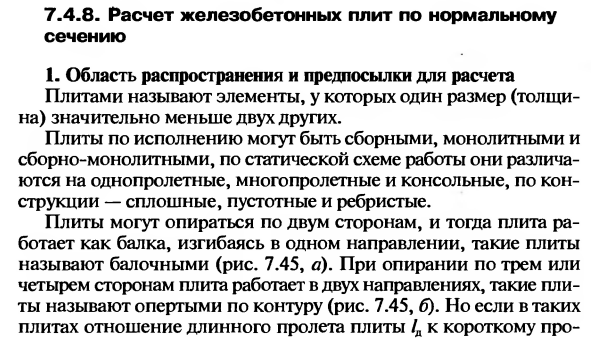 7.4.8. Расчет железобетонных плит по нормальному
сечению
1. Область распространения и предпосылки для расчета
Плитами называют элементы, у которых один размер (толщи-
на) значительно меньше двух других.
Плиты по исполнению могут быть сборными, монолитными и
сборно-монолитными, по статической схеме работы они различа-
ются на однопролетные, многопролетные и консольные, по кон-
струкции — сплошные, пустотные и ребристые.
Плиты могут опираться по двум сторонам, и тогда плита ра-
ботает как балка, изгибаясь в одном направлении, такие плиты
называют балочными (рис. 7.45, а). При опирании по трем или
четырем сторонам плита работает в двух направлениях, такие пли-
ты называют опертыми по контуру (рис. 7.45, б). Но если в таких
плитах отношение длинного пролета плиты lд к короткому про-